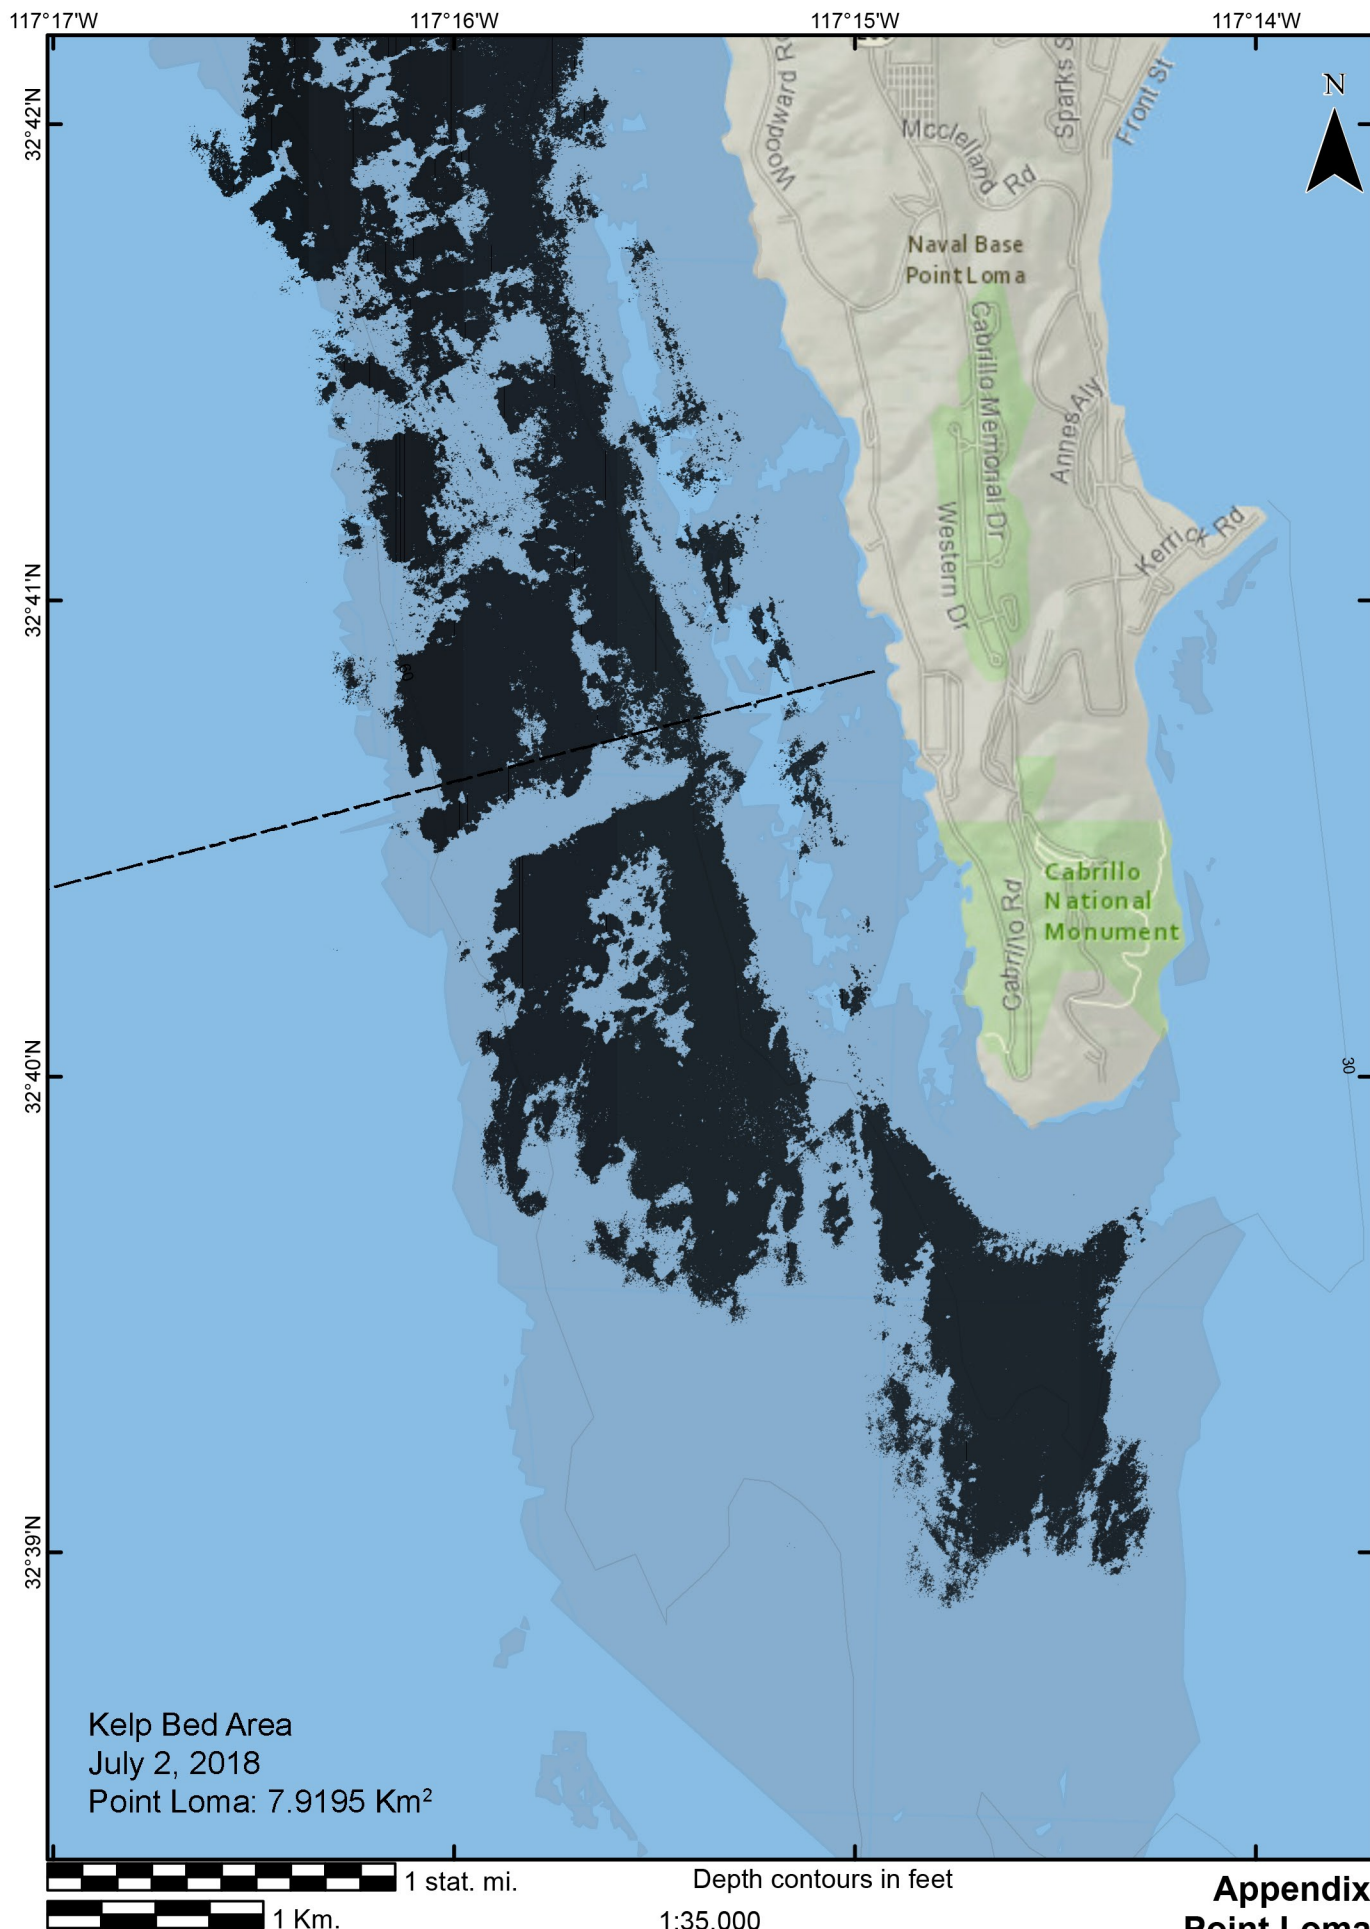 117°17'W 117°16'W 117°15'W 117°14'W
N
32°42'N
32°41'N
32°40'N
32°39'N
Woodward Rd
Mcclelland Rd
Front St
Naval Base
Point Loma
Cabrillo Memorial Dr
Annes Aly
Western Dr
Kerrick Rd
60
Cabrillo
National
Monument
Cabrillo Rd
30
Kelp Bed Area
July 2, 2018
Point Loma: 7.9195 Km²
1 stat. mi.
Depth contours in feet
Appendix
1 Km.
1:35,000
Point Loma